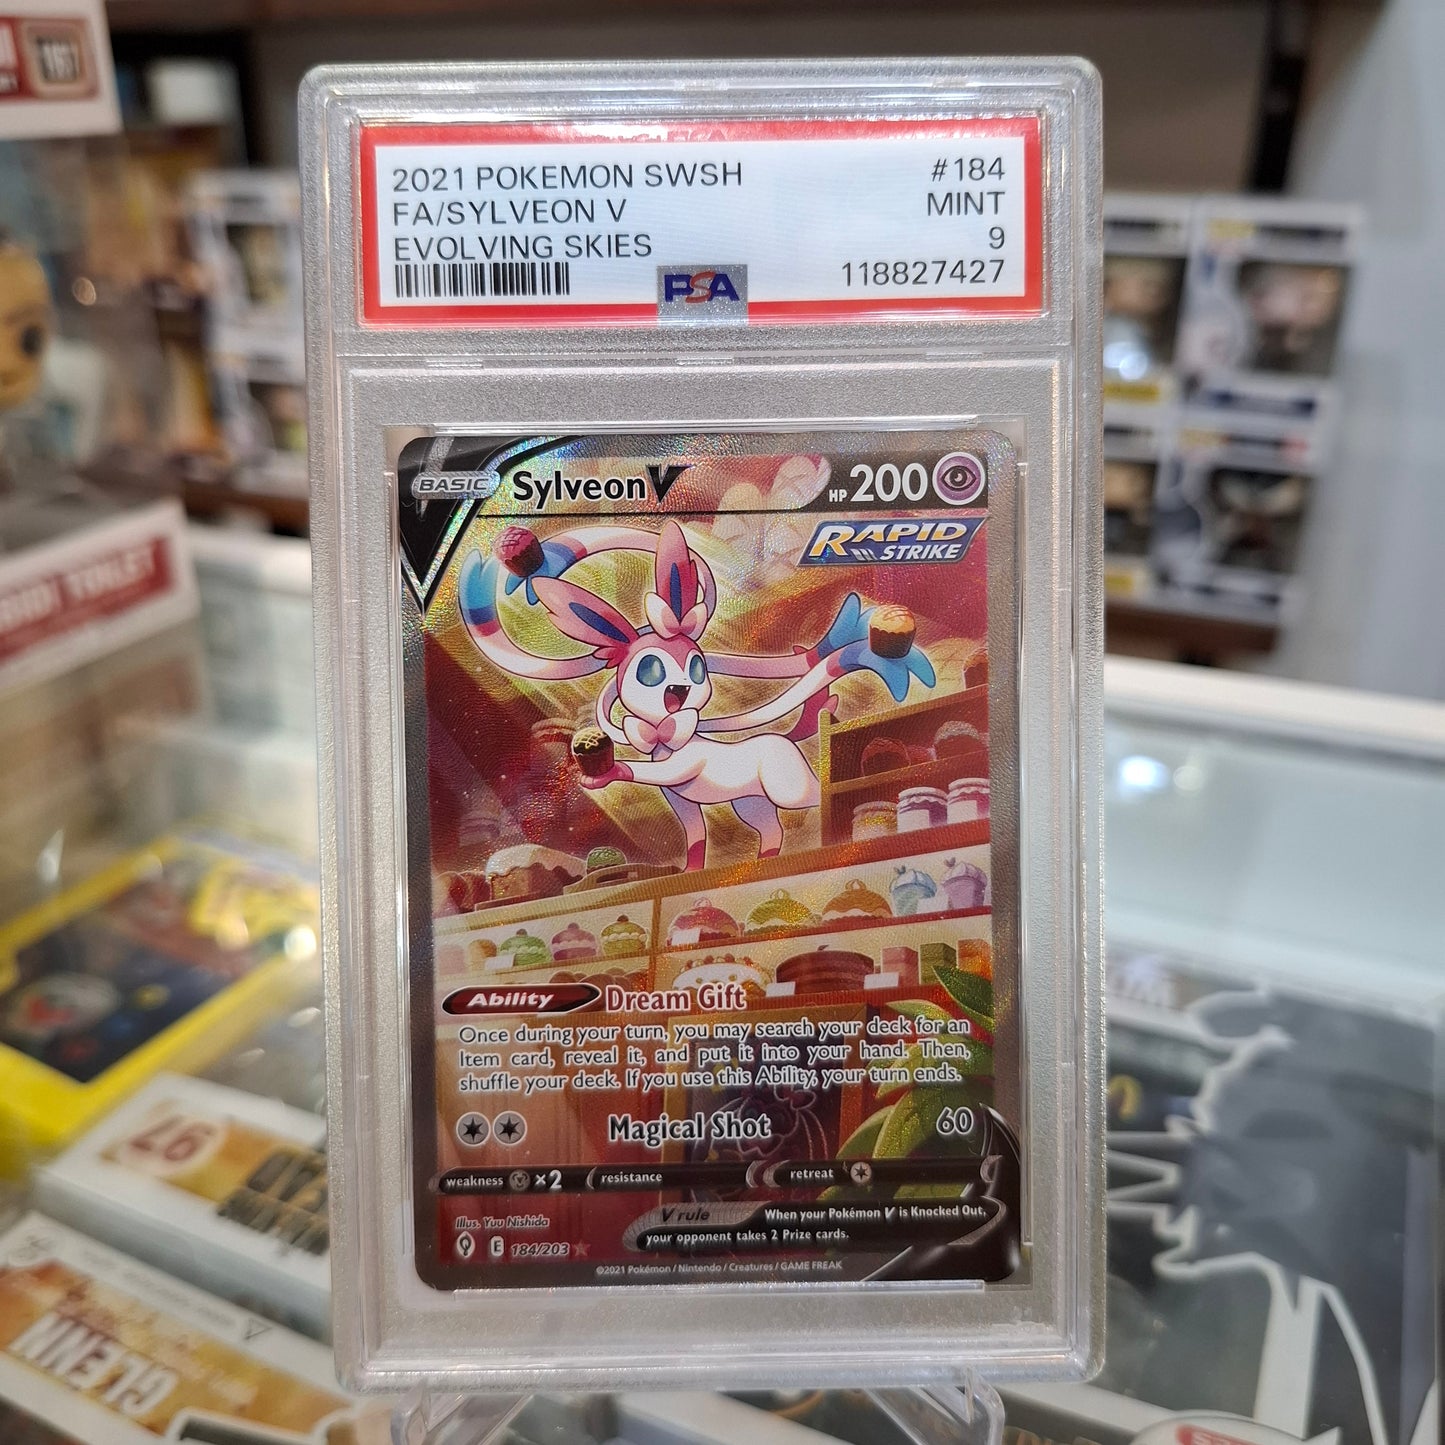 2021 POKEMON SWSH #184
FA/SYLVEON V MINT
EVOLVING SKIES 9
PSA 118827427
BASIC Sylveon V HP 200
RAPID
STRIKE
Ability Dream Gift
Once during your turn, you may search your deck for an
Item card, reveal it, and put it into your hand. Then,
shuffle your deck. If you use this Ability, your turn ends.
Magical Shot 60
weakness ×2 resistance retreat
V rule When your Pokémon V is Knocked Out,
your opponent takes 2 Prize cards.
Illus. Yuu Nishida
E 184/203
©2021 Pokémon / Nintendo / Creatures / GAME FREAK
97
GLENN